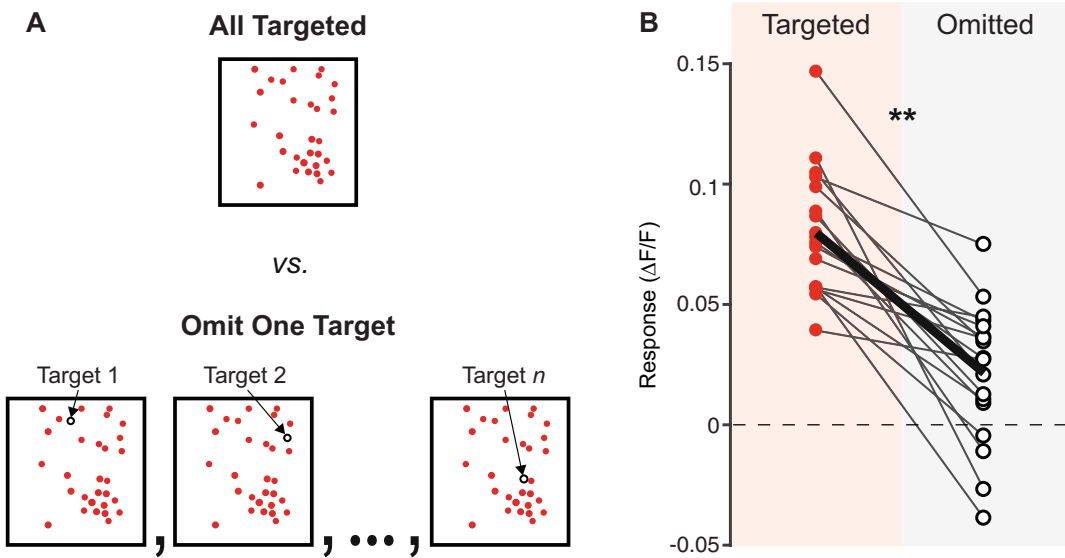 A
All Targeted
vs.
Omit One Target
Target 1
Target 2
Target n
, , ••• ,
B
Targeted
Omitted
**
Response (ΔF/F)
0.15
0.1
0.05
0
-0.05